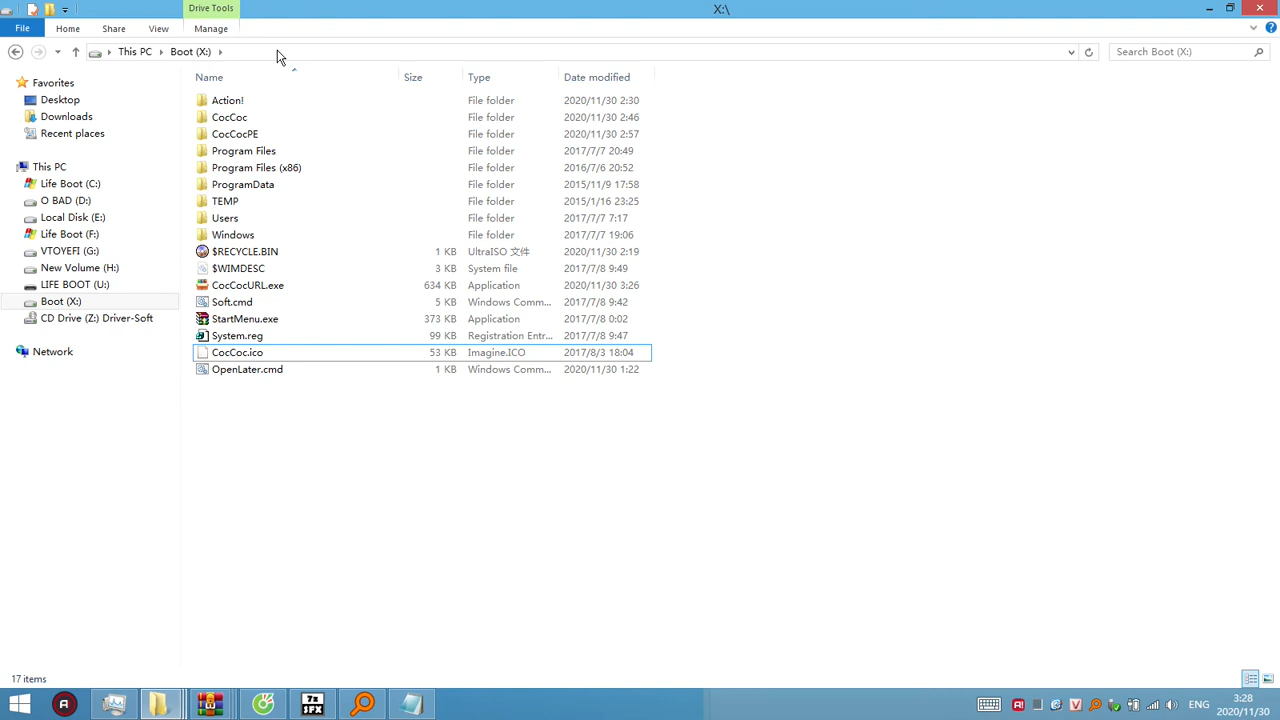 Drive Tools
X:\
File Home Share View Manage
This PC Boot (X:) Search Boot (X:)
Name Size Type Date modified
Favorites
Desktop
Downloads
Recent places
This PC
Life Boot (C:)
O BAD (D:)
Local Disk (E:)
Life Boot (F:)
VTOYEFI (G:)
New Volume (H:)
LIFE BOOT (U:)
Boot (X:)
CD Drive (Z:) Driver-Soft
Network
Action! File folder 2020/11/30 2:30
CocCoc File folder 2020/11/30 2:46
CocCocPE File folder 2020/11/30 2:57
Program Files File folder 2017/7/7 20:49
Program Files (x86) File folder 2016/7/6 20:52
ProgramData File folder 2015/11/9 17:58
TEMP File folder 2015/1/16 23:25
Users File folder 2017/7/7 7:17
Windows File folder 2017/7/7 19:06
$RECYCLE.BIN 1 KB UltraISO 文件 2020/11/30 2:19
$WIMDESC 3 KB System file 2017/7/8 9:49
CocCocURL.exe 634 KB Application 2020/11/30 3:26
Soft.cmd 5 KB Windows Comm... 2017/7/8 9:42
StartMenu.exe 373 KB Application 2017/7/8 0:02
System.reg 99 KB Registration Entr... 2017/7/8 9:47
CocCoc.ico 53 KB Imagine.ICO 2017/8/3 18:04
OpenLater.cmd 1 KB Windows Comm... 2020/11/30 1:22
17 items
7z
SFX
ENG
3:28
2020/11/30